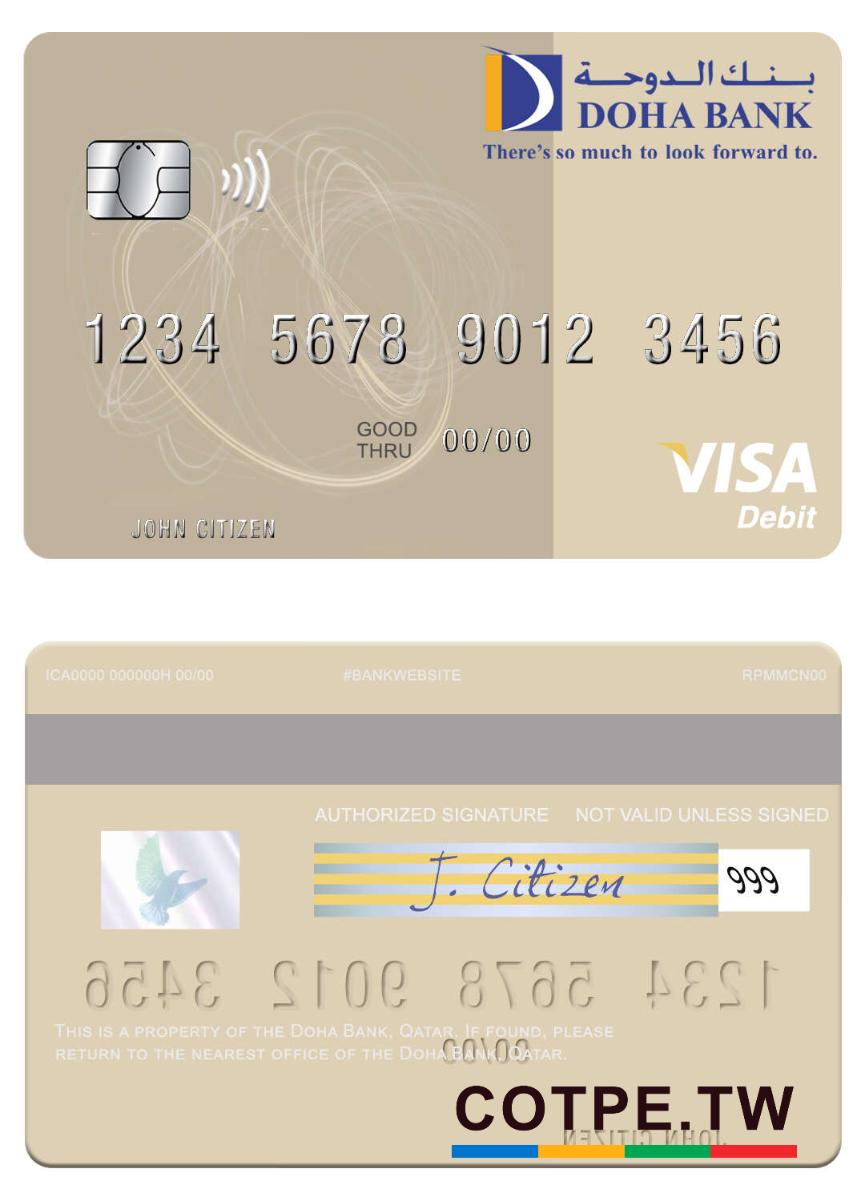 بنك الدوحة
DOHA BANK
There's so much to look forward to.
1234 5678 9012 3456
GOOD THRU 00/00
VISA
Debit
JOHN CITIZEN
ICA0000 000000H 00/00 #BANKWEBSITE RPMMCN00
AUTHORIZED SIGNATURE NOT VALID UNLESS SIGNED
J. Citizen 999
1234 5678 9012 3456
THIS IS A PROPERTY OF THE DOHA BANK, QATAR. IF FOUND, PLEASE
RETURN TO THE NEAREST OFFICE OF THE DOHA BANK, QATAR.
00/00
COTPE.TW
JOHN CITIZEN